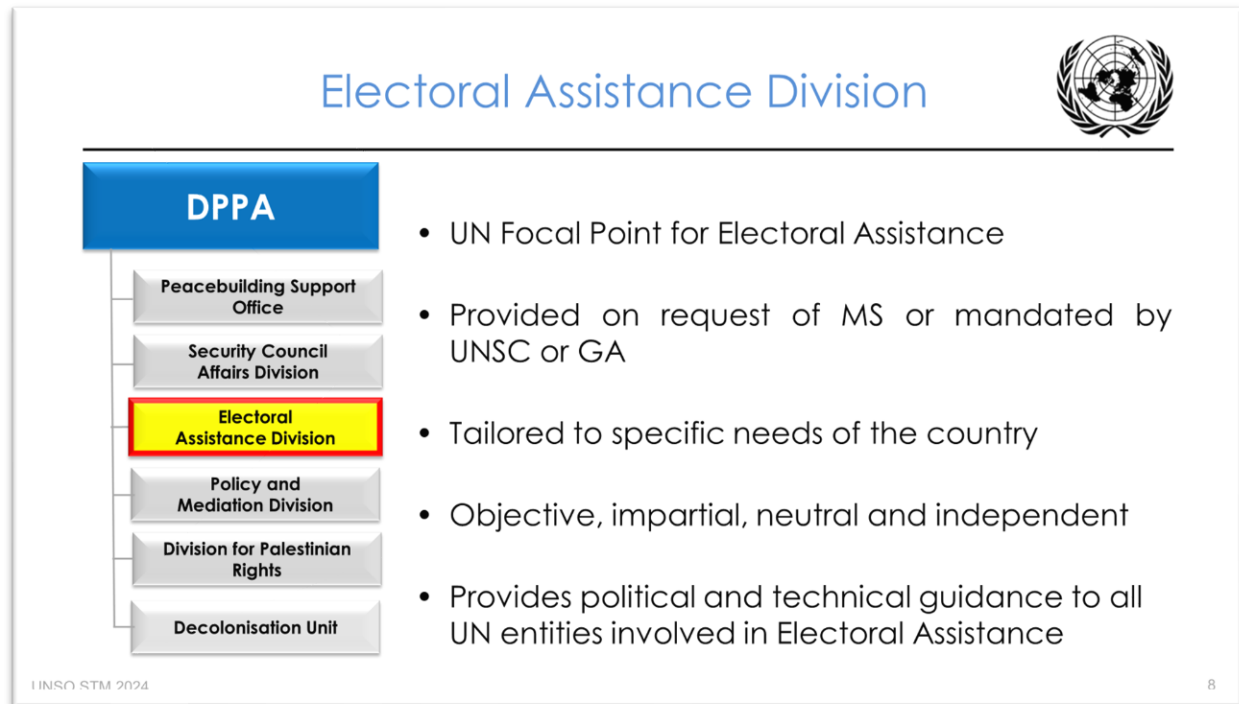 Electoral Assistance Division
DPPA
Peacebuilding Support
Office
Security Council
Affairs Division
Electoral
Assistance Division
Policy and
Mediation Division
Division for Palestinian
Rights
Decolonisation Unit
• UN Focal Point for Electoral Assistance
• Provided on request of MS or mandated by
UNSC or GA
• Tailored to specific needs of the country
• Objective, impartial, neutral and independent
• Provides political and technical guidance to all
UN entities involved in Electoral Assistance
UNSO STM 2024
8